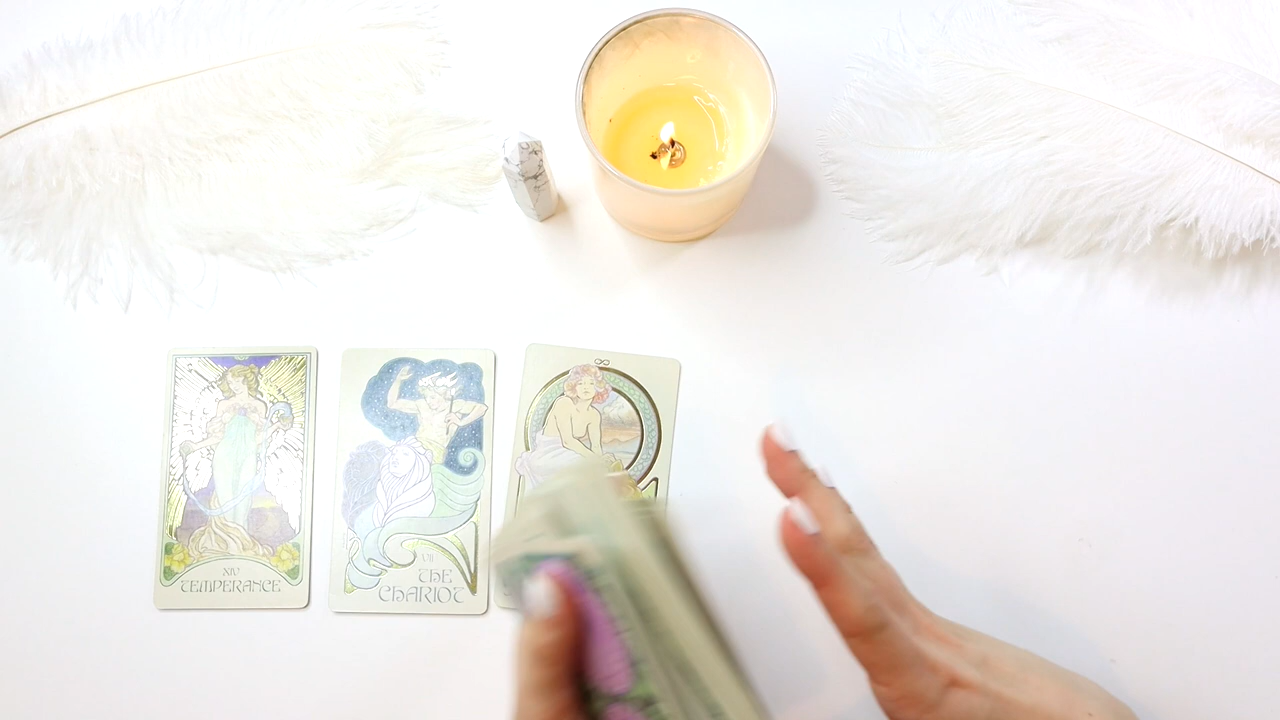 XIV
TEMPERANCE
VII
THE
CHARIOT
∞